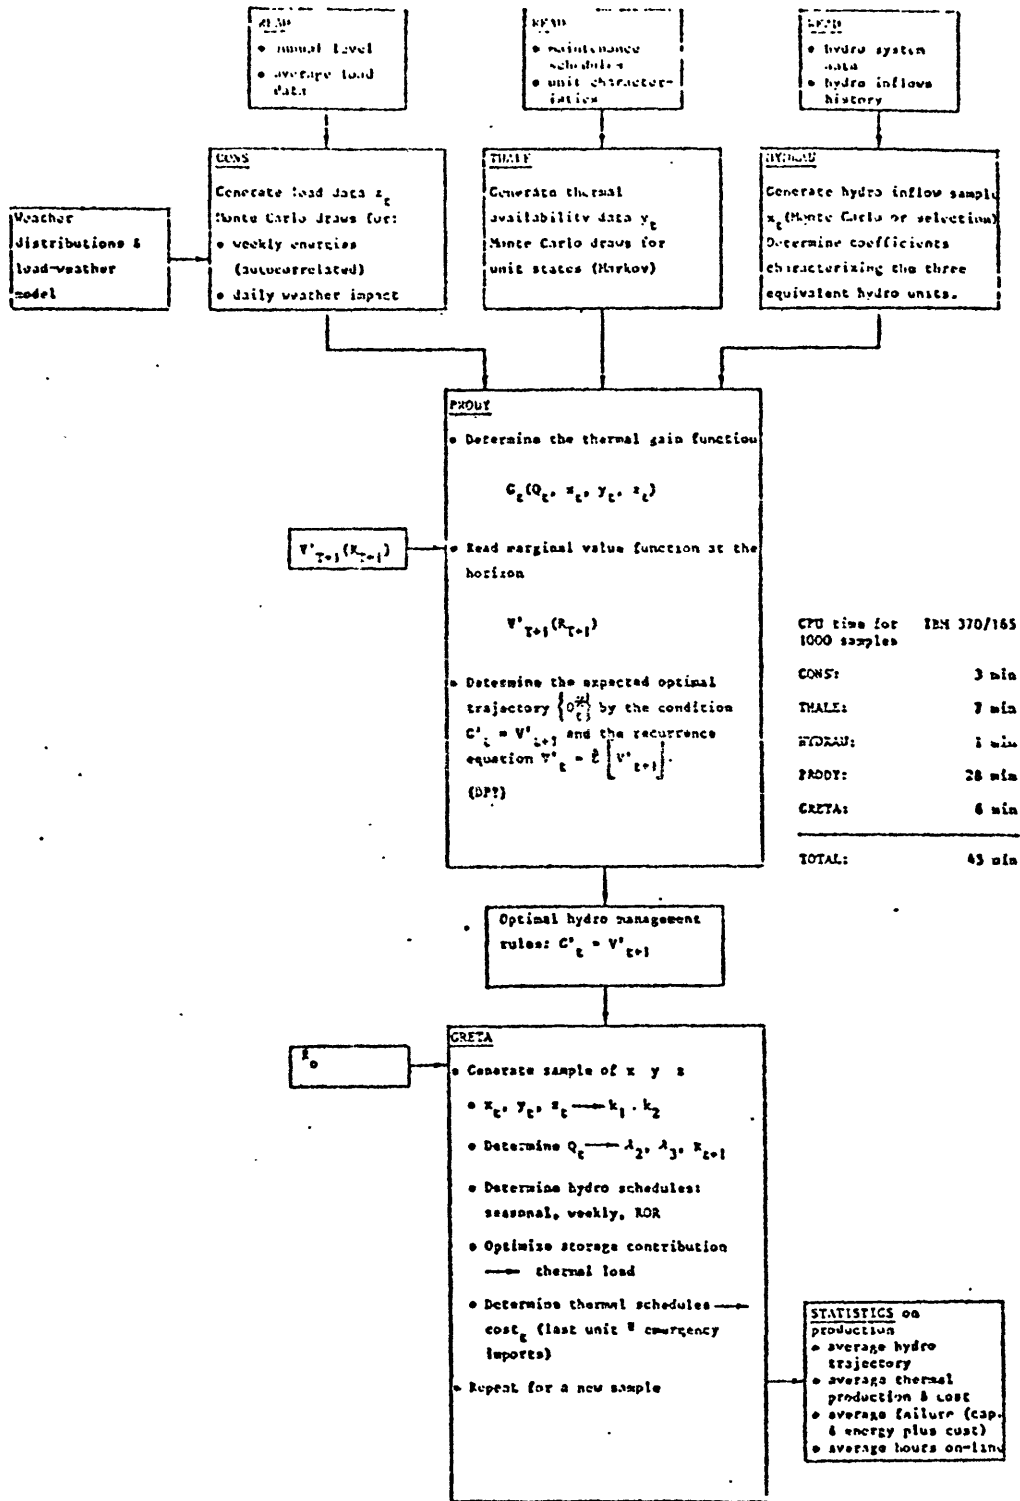 READ
• annual level
• average load
data
READ
• maintenance
schedules
• unit character-
istics
READ
• hydro system
data
• hydro inflows
history
Weather
distributions &
load-weather
model
CONS
Generate load data z_t
Monte Carlo draws for:
• weekly energies
(autocorrelated)
• daily weather impact
THALE
Generate thermal
availability data y_t
Monte Carlo draws for
unit states (Markov)
HYDRAU
Generate hydro inflow sample
x_t (Monte Carlo or selection)
Determine coefficients
characterizing the three
equivalent hydro units.
PRODY
• Determine the thermal gain function
G_t(Q_t, x_t, y_t, z_t)
V'_{T+1}(R_{T+1})
• Read marginal value function at the
horizon
V'_{T+1}(R_{T+1})
• Determine the expected optimal
trajectory {Q*_t} by the condition
G'_t = V'_{t+1} and the recurrence
equation V'_t = E [V'_{t+1}].
CPU time for IBM 370/165
1000 samples
CONS: 3 min
THALE: 7 min
HYDRAU: 1 min
PRODY: 28 min
GRETA: 6 min
TOTAL: 45 min
Optimal hydro management
rules: G'_t = V'_{t+1}
R_o
GRETA
• Generate sample of x y z
• x_t, y_t, z_t → k_1 . k_2
• Determine Q_t → λ_2, λ_3, R_{t+1}
• Determine hydro schedules:
seasonal, weekly, ROR
• Optimize storage contribution
→ thermal load
• Determine thermal schedules →
cost_t (last unit emergency
imports)
• Repeat for a new sample
STATISTICS on
production
• average hydro
trajectory
• average thermal
production & cost
• average failure (cap.
& energy plus cost)
• average hours on-line